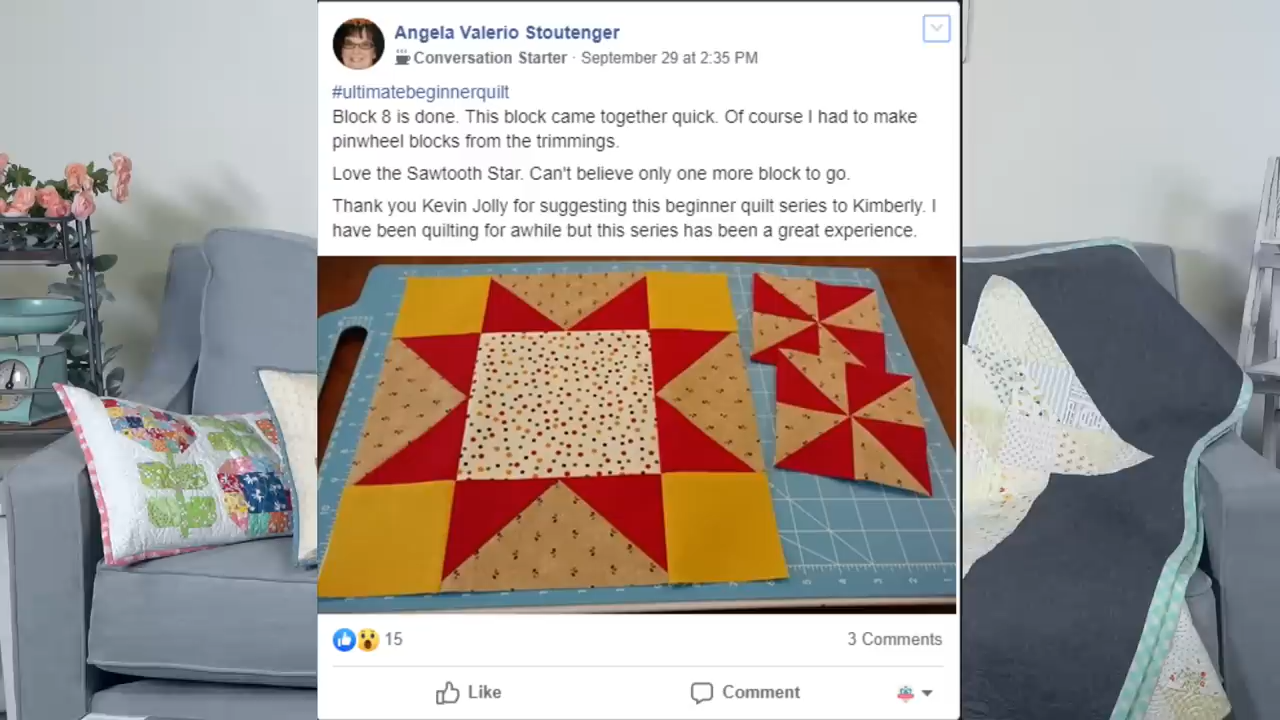 Angela Valerio Stoutenger
Conversation Starter · September 29 at 2:35 PM
#ultimatebeginnerquilt
Block 8 is done. This block came together quick. Of course I had to make
pinwheel blocks from the trimmings.
Love the Sawtooth Star. Can't believe only one more block to go.
Thank you Kevin Jolly for suggesting this beginner quilt series to Kimberly. I
have been quilting for awhile but this series has been a great experience.
15
3 Comments
Like
Comment